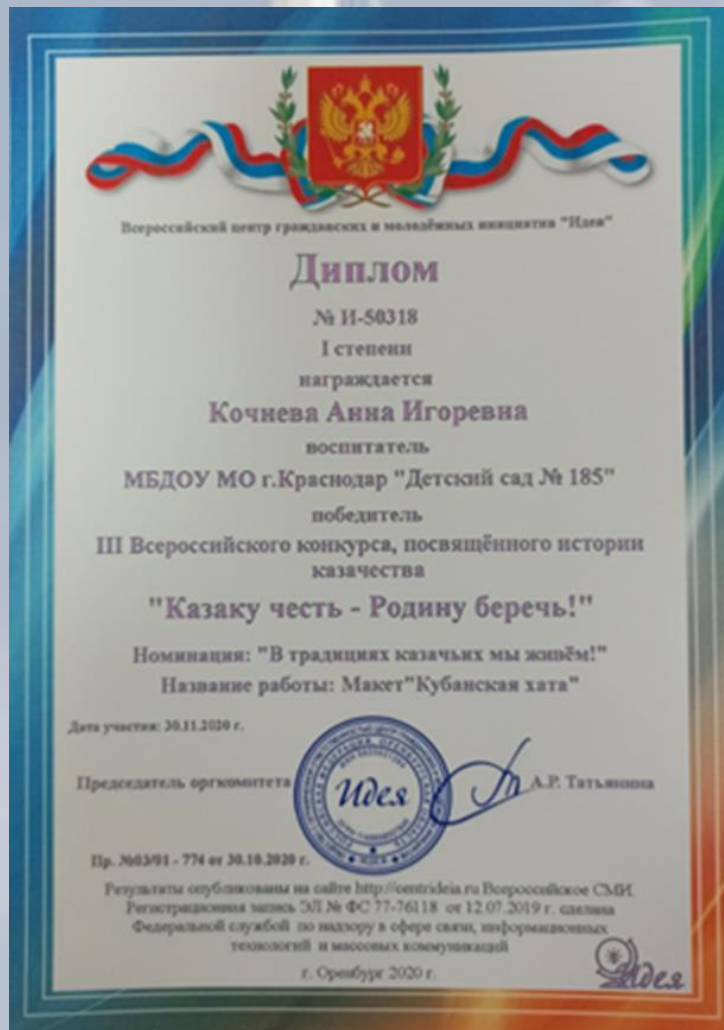 Всероссийский центр гражданских и молодёжных инициатив "Идея"
Диплом
№ И-50318
I степени
награждается
Кочнева Анна Игоревна
воспитатель
МБДОУ МО г.Краснодар "Детский сад № 185"
победитель
III Всероссийского конкурса, посвящённого истории
казачества
"Казаку честь - Родину беречь!"
Номинация: "В традициях казачьих мы живём!"
Название работы: Макет"Кубанская хата"
Дата участия: 30.11.2020 г.
Председатель оргкомитета
Идея
А.Р. Татьянина
Пр. №03/01 - 774 от 30.10.2020 г.
Результаты опубликованы на сайте http://centrideia.ru Всероссийское СМИ.
Регистрационная запись ЭЛ № ФС 77-76118 от 12.07.2019 г. сделана
Федеральной службой по надзору в сфере связи, информационных
технологий и массовых коммуникаций
г. Оренбург 2020 г.
Идея